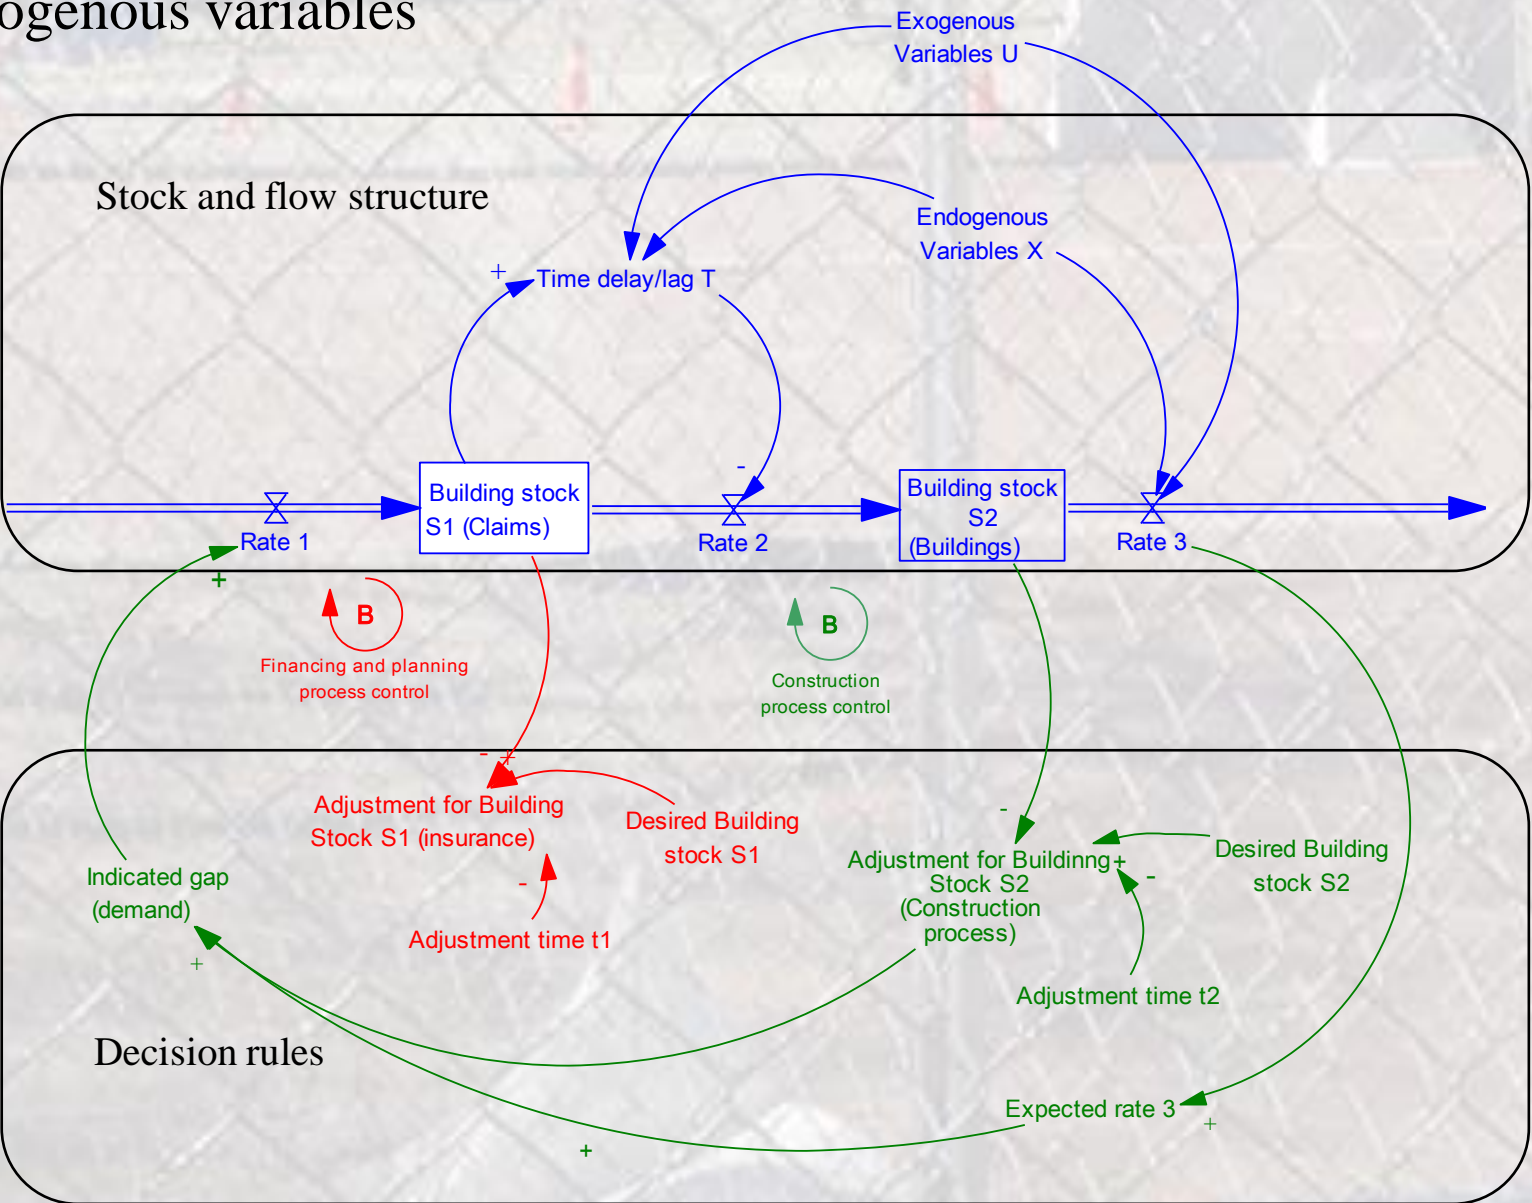 ogenous variables
Exogenous
Variables U
Stock and flow structure
Endogenous
Variables X
+
Time delay/lag T
-
Building stock
S1 (Claims)
Building stock
S2
(Buildings)
Rate 1
Rate 2
Rate 3
+
B
Financing and planning
process control
B
Construction
process control
- +
Adjustment for Building
Stock S1 (insurance)
Desired Building
stock S1
-
Adjustment time t1
-
Adjustment for Buildinng+
Stock S2
(Construction
process)
Desired Building
stock S2
-
Adjustment time t2
Indicated gap
(demand)
+
Decision rules
Expected rate 3
+
+